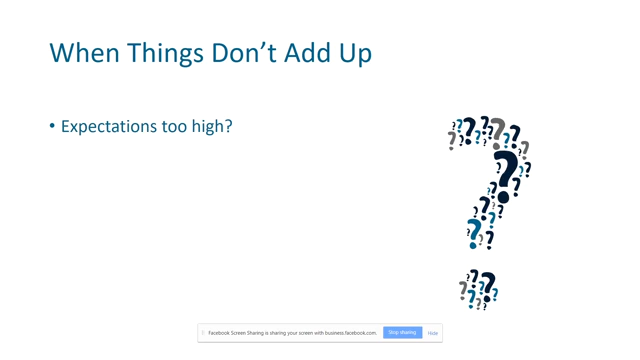 When Things Don’t Add Up
• Expectations too high?
Facebook Screen Sharing is sharing your screen with business.facebook.com. Stop sharing Hide